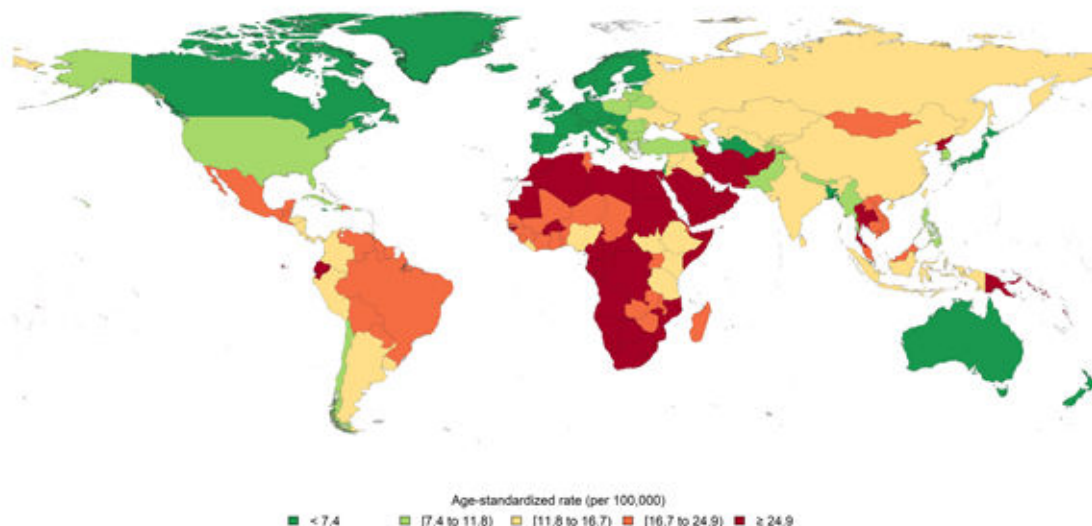 Age-standardized rate (per 100,000)
< 7.4 [7.4 to 11.8) [11.8 to 16.7) [16.7 to 24.9) ≥ 24.9